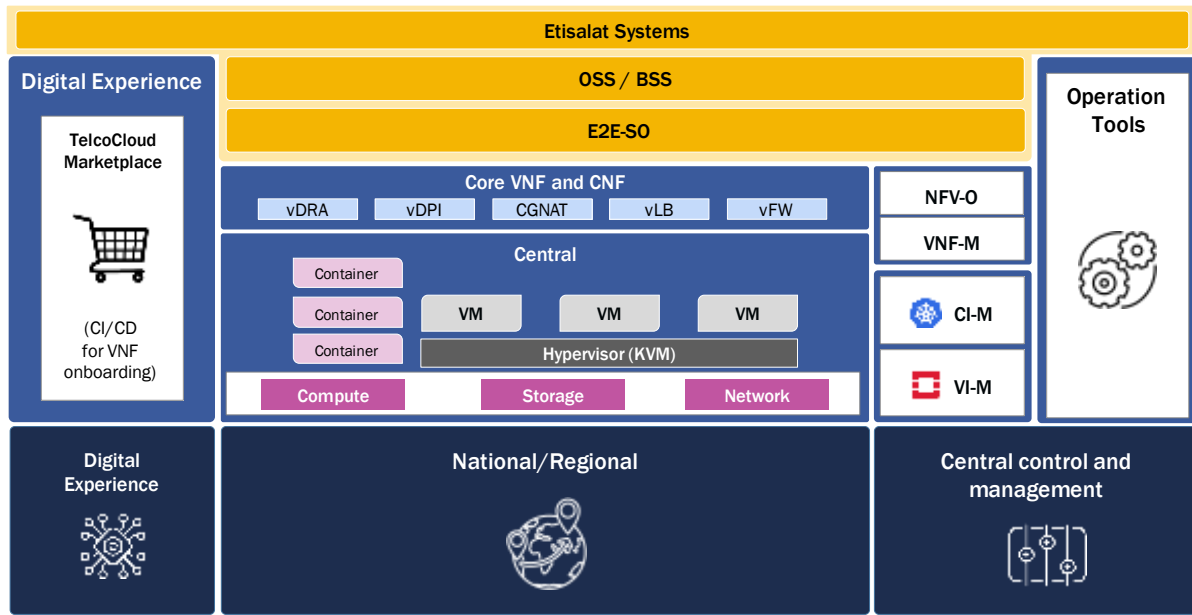 Etisalat Systems
Digital Experience
TelcoCloud
Marketplace
(CI/CD
for VNF
onboarding)
OSS / BSS
E2E-SO
Core VNF and CNF
vDRA
vDPI
CGNAT
vLB
vFW
Central
Container
Container
Container
VM
VM
VM
Hypervisor (KVM)
Compute
Storage
Network
NFV-O
VNF-M
CI-M
VI-M
Operation
Tools
Digital
Experience
National/Regional
Central control and
management